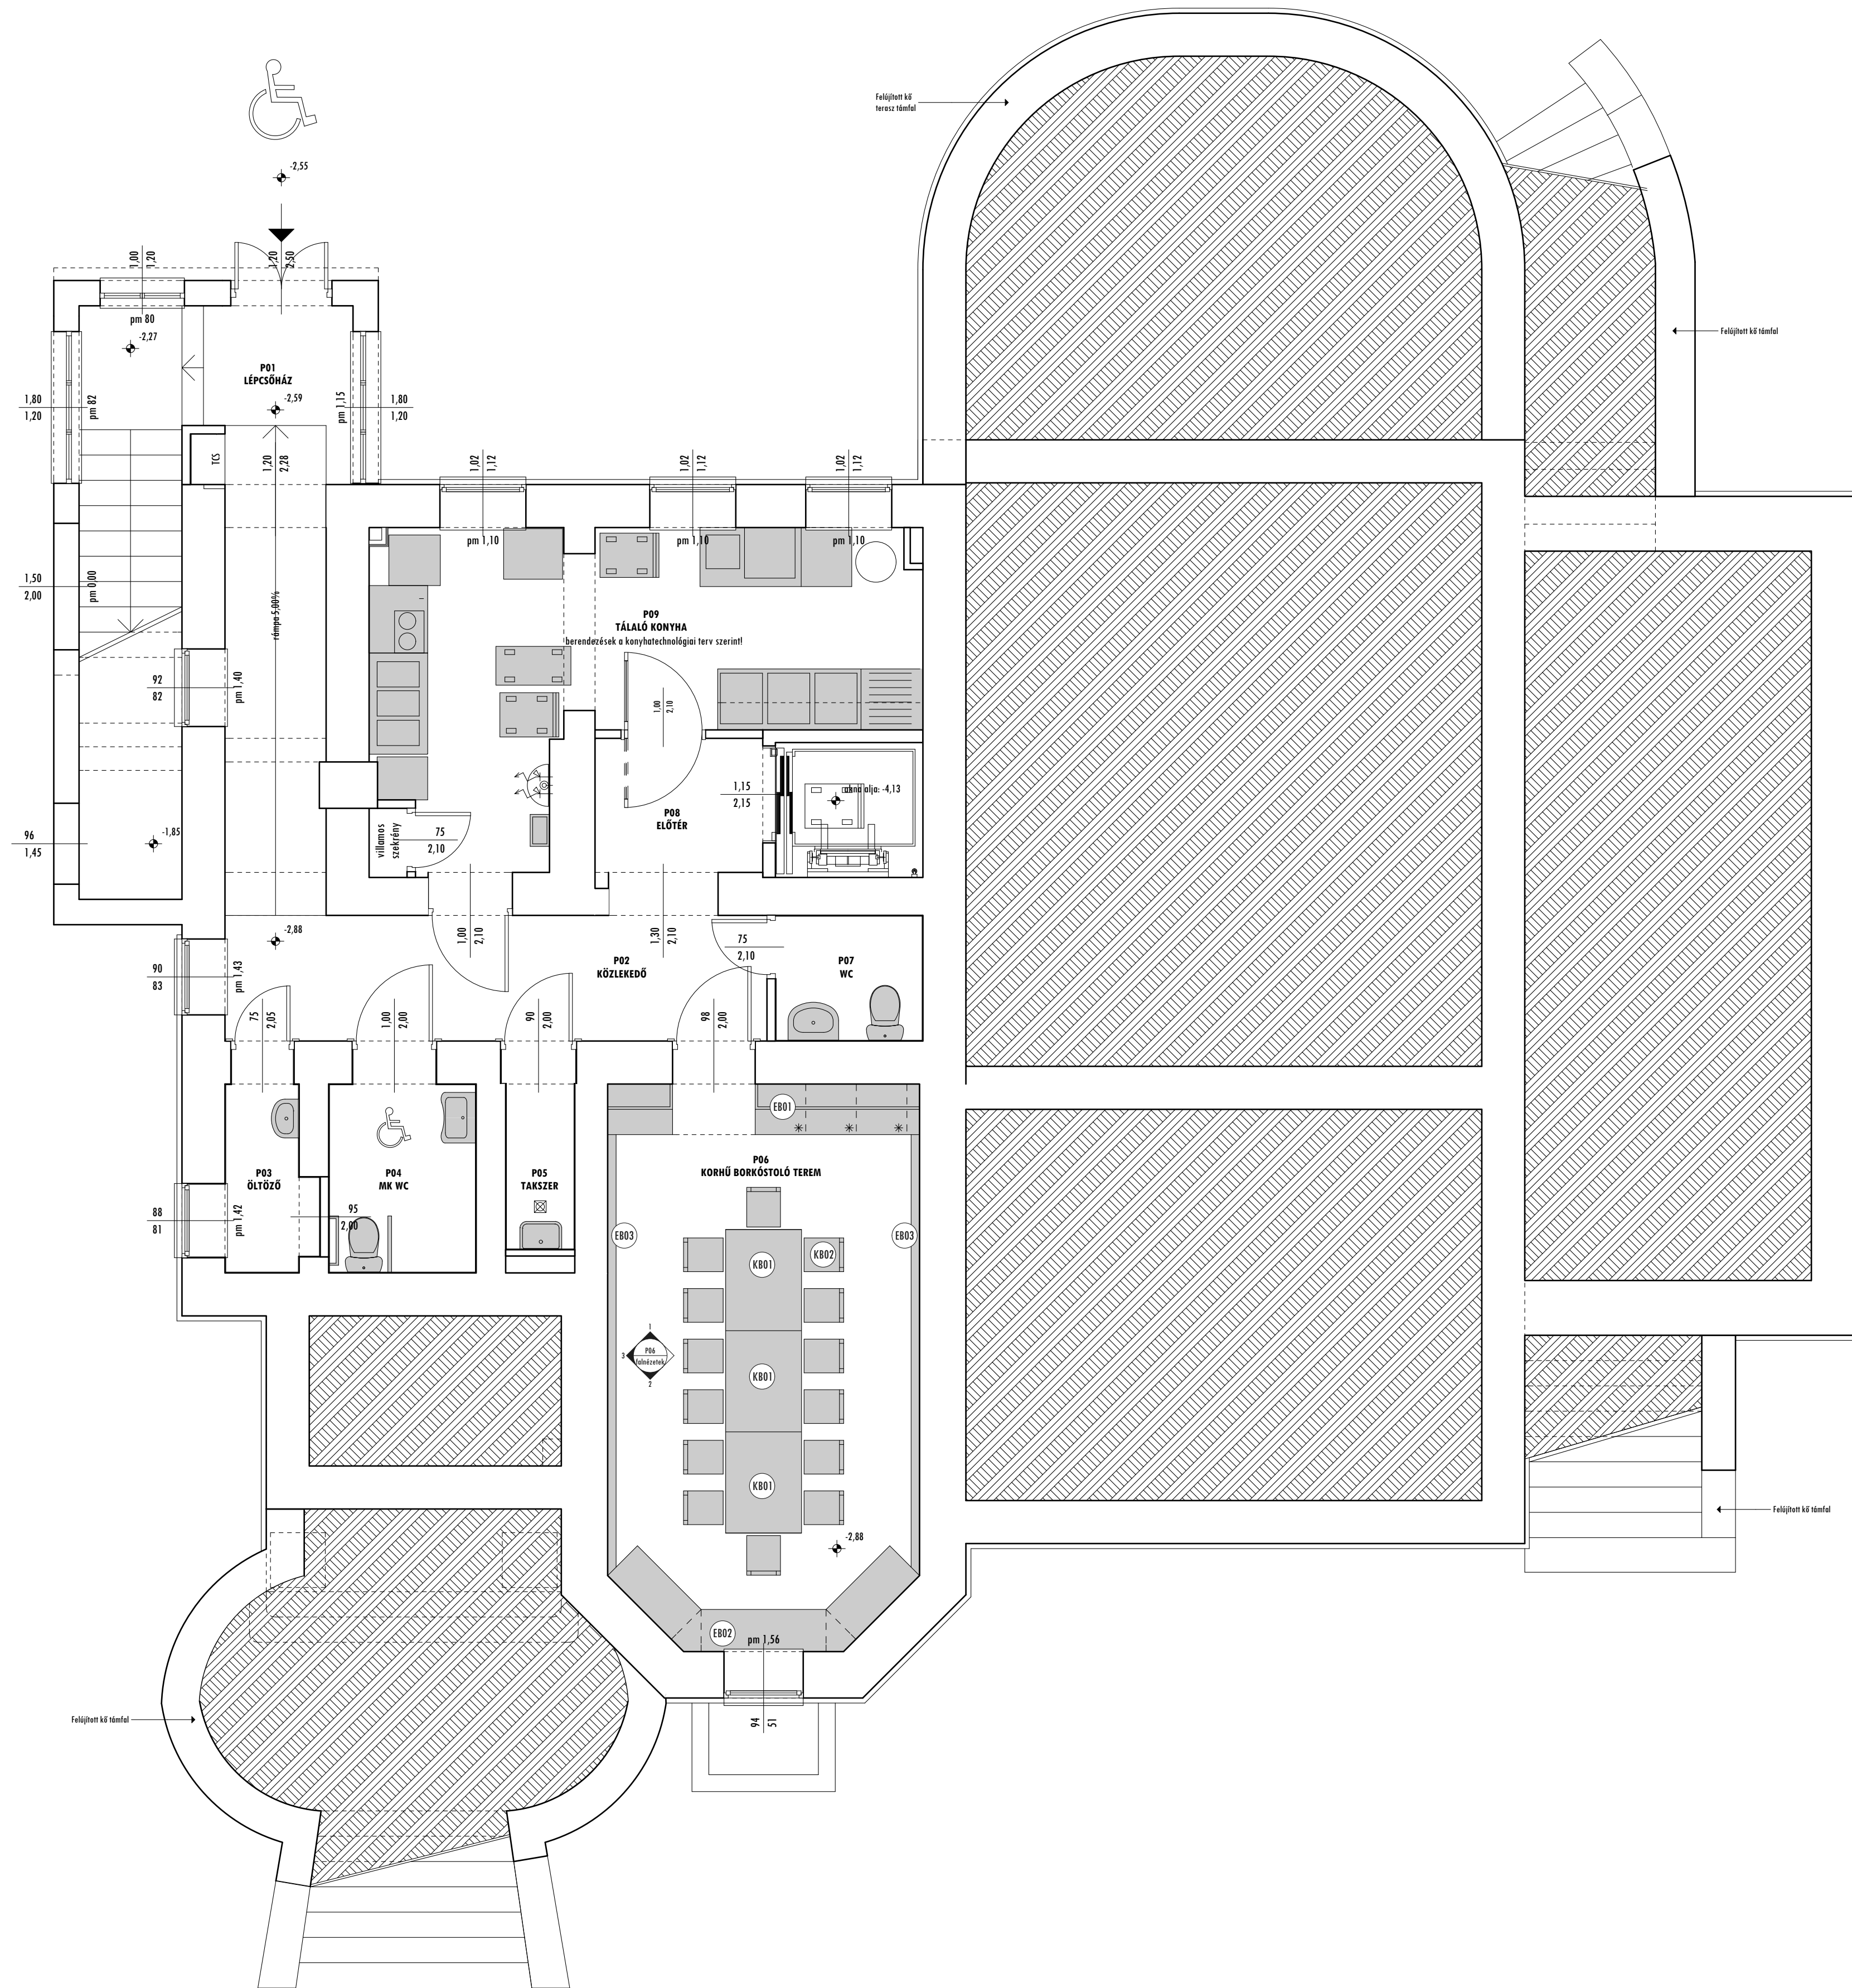 Felújított kő
terasz támfal
-2,55
1,00
1,20
1,20
2,50
pm 80
-2,27
Felújított kő támfal
P01
LÉPCSŐHÁZ
-2,59
1,80
1,20
pm 82
pm 1,15
1,80
1,20
TCS
1,20
2,28
1,02
1,12
1,02
1,12
1,02
1,12
pm 1,10
pm 1,10
pm 1,10
1,50
2,00
pm 0,00
rámpa 5,00%
P09
TÁLALÓ KONYHA
berendezések a konyhatechnológiai terv szerint!
92
82
pm 1,40
1,00
2,10
1,15
2,15
akna alja: -4,13
P08
ELŐTÉR
villamos
szekrény
75
2,10
96
1,45
-1,85
-2,88
1,00
2,10
1,30
2,10
75
2,10
P02
KÖZLEKEDŐ
P07
WC
90
83
pm 1,43
75
2,05
1,00
2,00
90
2,00
98
2,00
EB01
P03
ÖLTÖZŐ
P04
MK WC
P05
TAKSZER
P06
KORHŰ BORKÓSTOLÓ TEREM
88
81
pm 1,42
95
2,00
EB03
EB03
KB01
KB02
1
P06
3
falnézetek
2
KB01
KB01
Felújított kő támfal
-2,88
EB02
pm 1,56
Felújított kő támfal
94
51